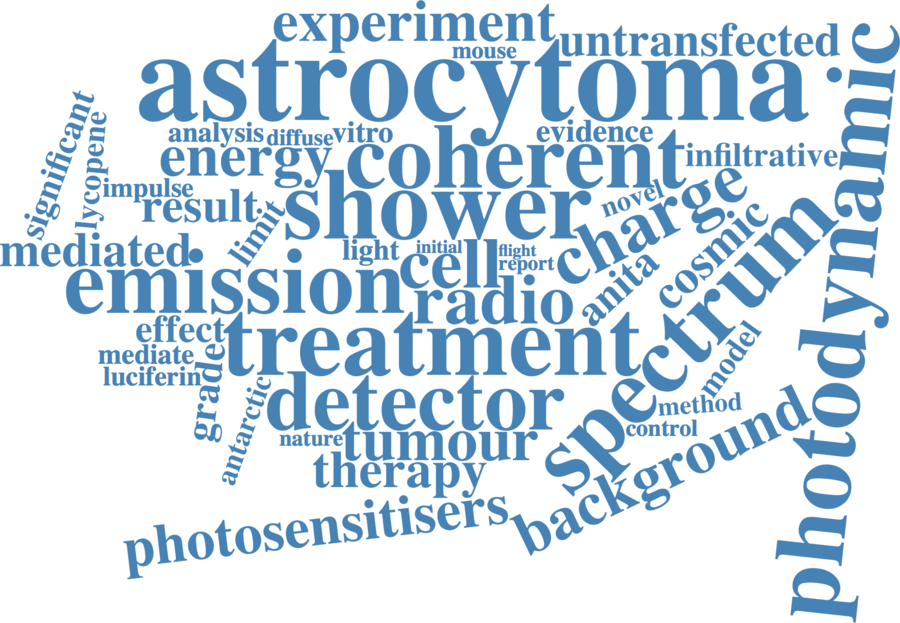 experiment
mouse
untransfected
astrocytoma
photodynamic
significant
lycopene
analysis
diffuse
vitro
evidence
energy
coherent
infiltrative
impulse
result
shower
novel
charge
limit
cosmic
mediated
light
initial
flight
report
cell
emission
radio
anita
spectrum
effect
treatment
mediate
luciferin
grade
model
antarctic
detector
method
control
nature
tumour
background
therapy
photosensitisers